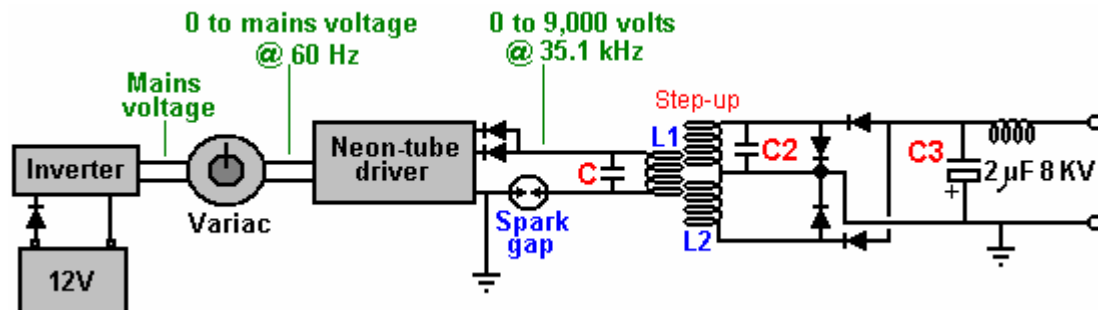 0 to mains voltage
@ 60 Hz
0 to 9,000 volts
@ 35.1 kHz
Mains
voltage
Step-up
Inverter
Variac
Neon-tube
driver
C
Spark
gap
L1
L2
C2
C3
+
2 µF 8 KV
12V